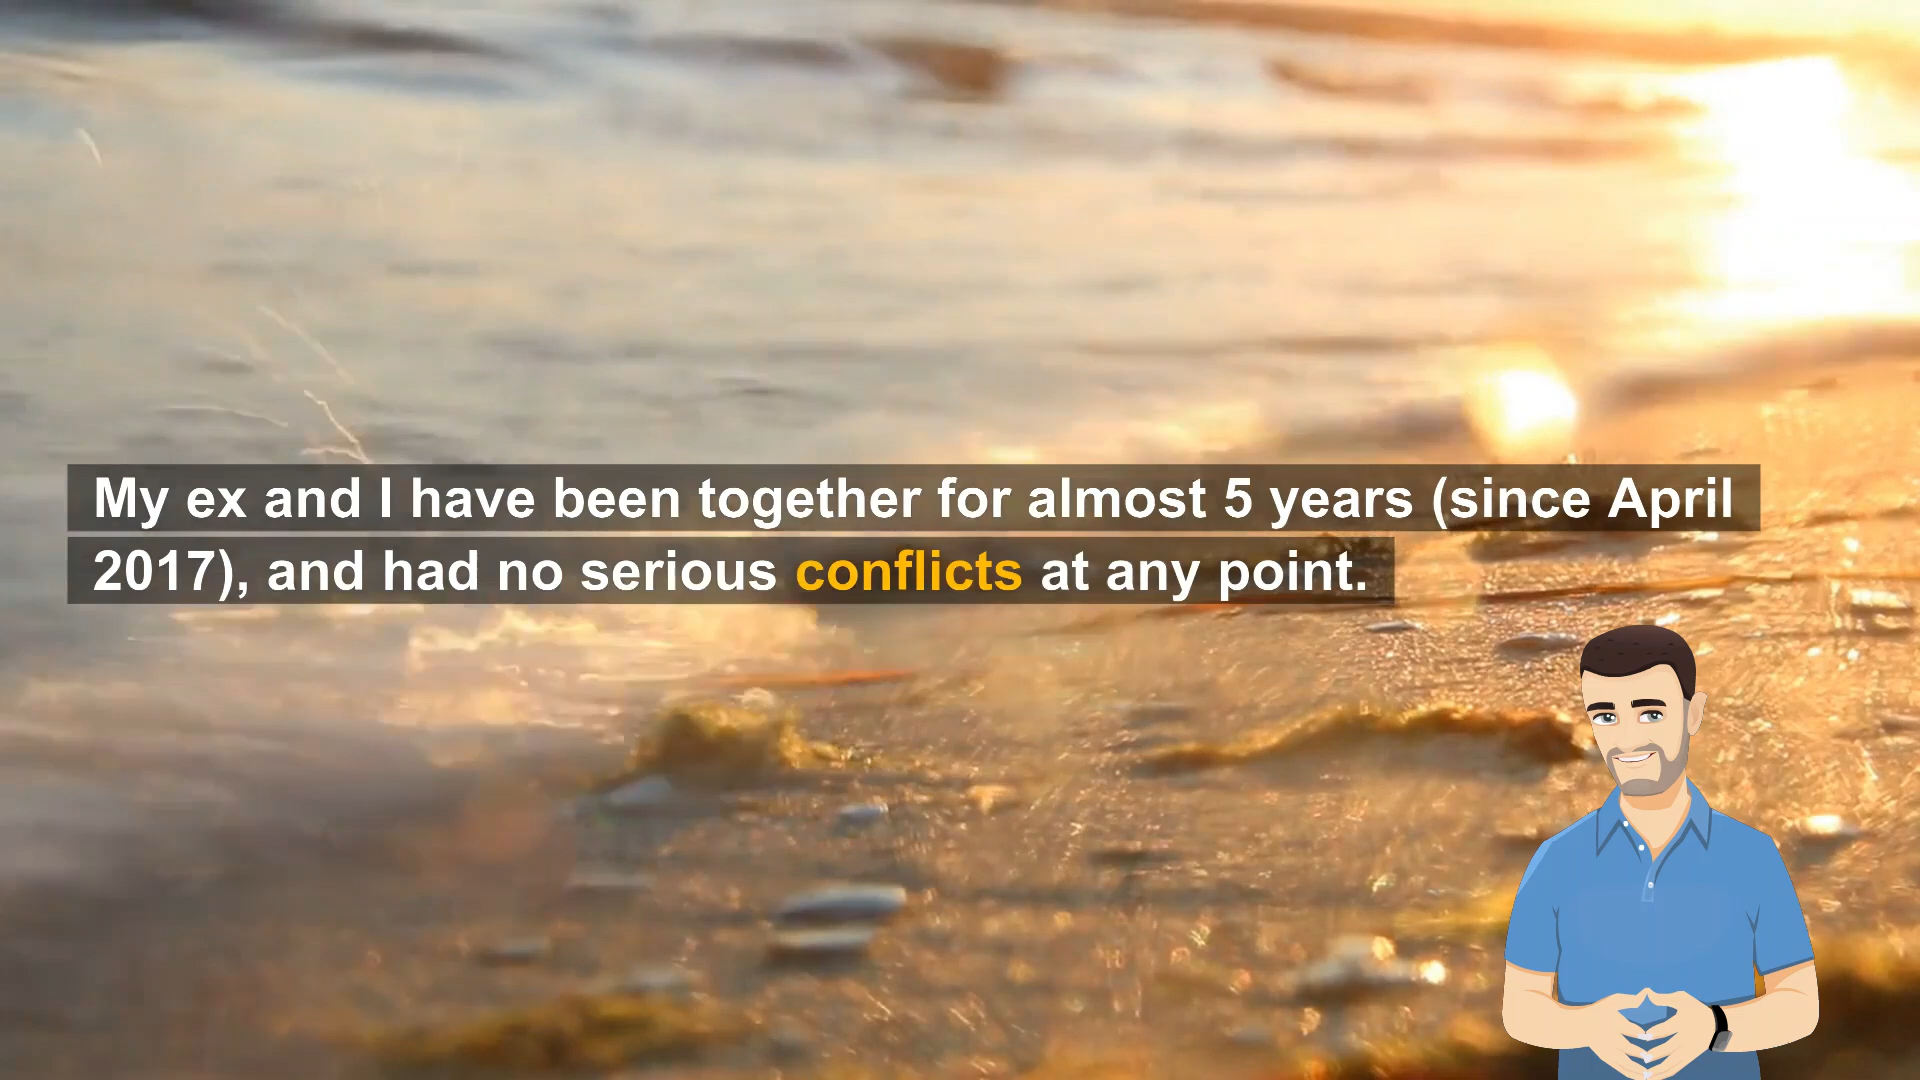 My ex and I have been together for almost 5 years (since April
2017), and had no serious conflicts at any point.